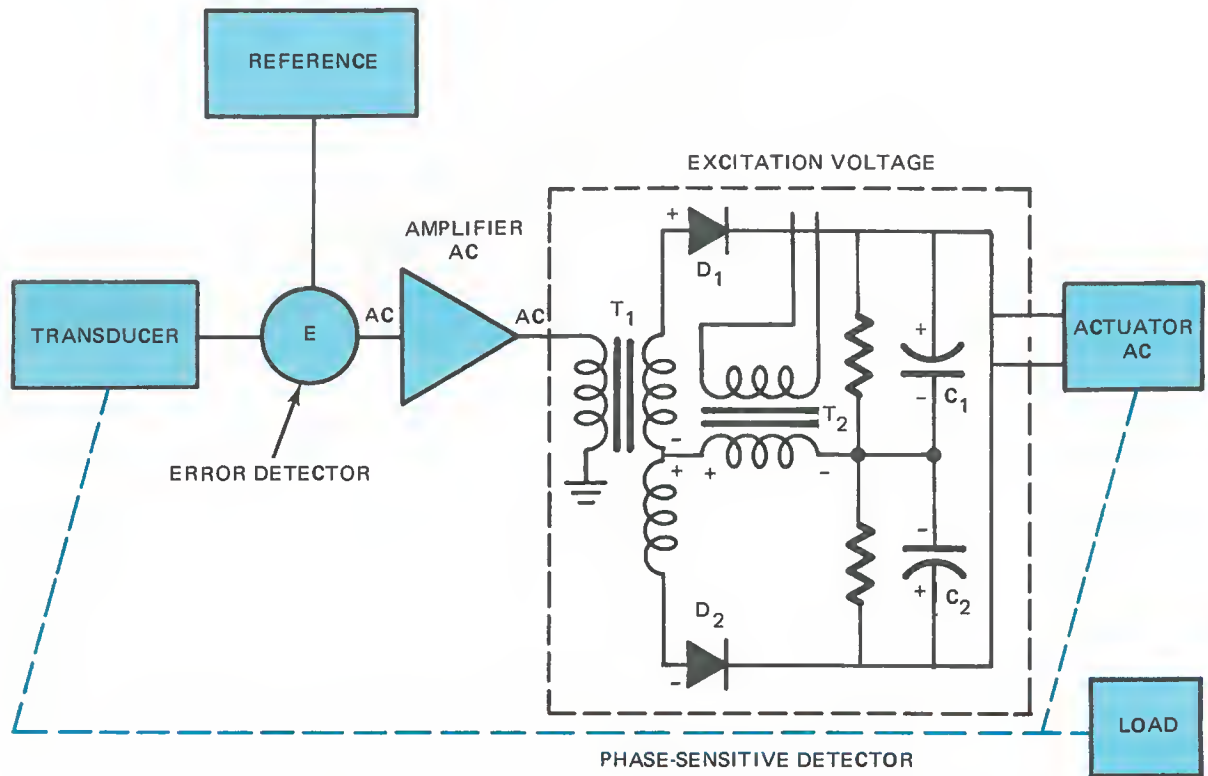 REFERENCE
EXCITATION VOLTAGE
AMPLIFIER
AC
+
D1
T1
TRANSDUCER
E
AC
AC
+
ACTUATOR
AC
T2
-
C1
-
+
+
-
ERROR DETECTOR
-
+
C2
D2
-
LOAD
PHASE-SENSITIVE DETECTOR